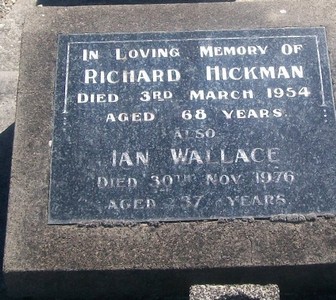 IN LOVING MEMORY OF
RICHARD HICKMAN
DIED 3RD MARCH 1954
AGED 68 YEARS.
ALSO
IAN WALLACE
DIED 30TH NOV 1976
AGED 37 YEARS